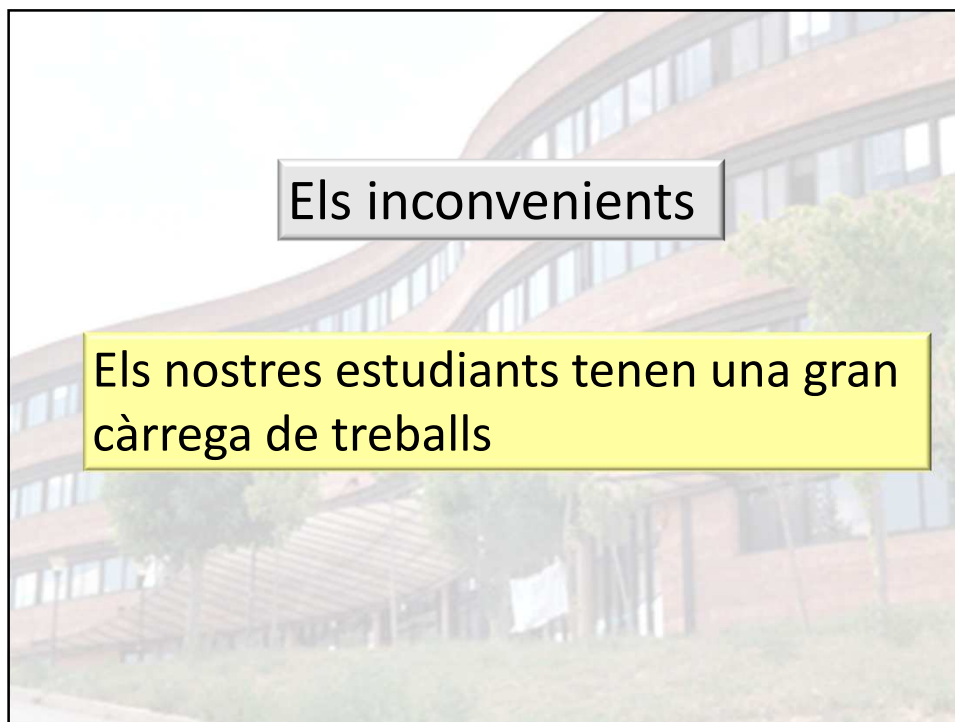 Els inconvenients
Els nostres estudiants tenen una gran
càrrega de treballs